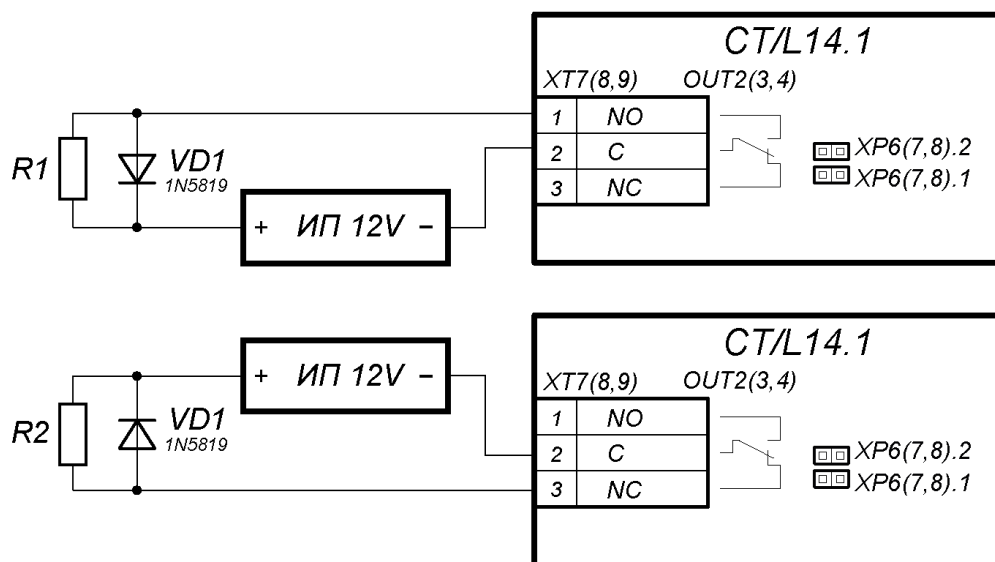 CT/L14.1
XT7(8,9) OUT2(3,4)
1 NO
2 C
3 NC
XP6(7,8).2
XP6(7,8).1
R1
VD1
1N5819
+ ИП 12V −
CT/L14.1
XT7(8,9) OUT2(3,4)
1 NO
2 C
3 NC
XP6(7,8).2
XP6(7,8).1
+ ИП 12V −
R2
VD1
1N5819